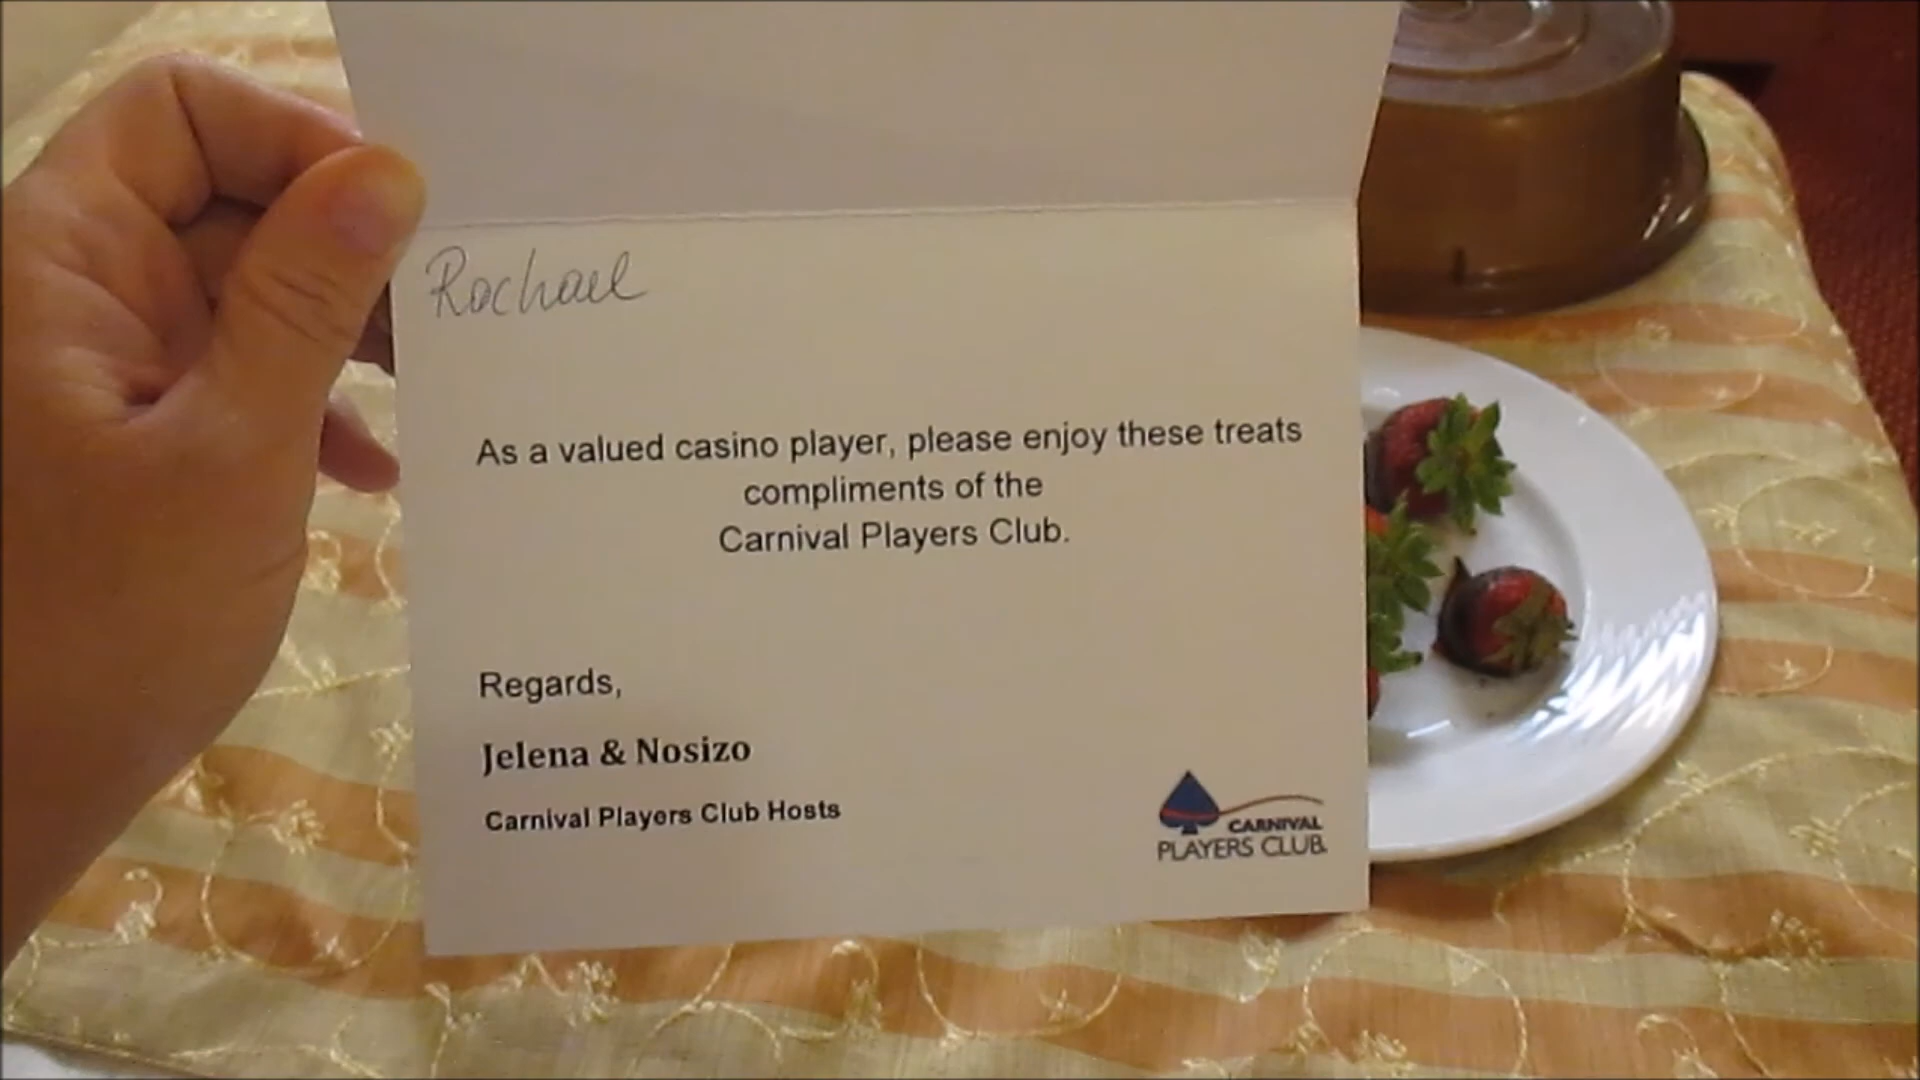 Rachael
As a valued casino player, please enjoy these treats
compliments of the
Carnival Players Club.
Regards,
Jelena & Nosizo
Carnival Players Club Hosts
CARNIVAL
PLAYERS CLUB